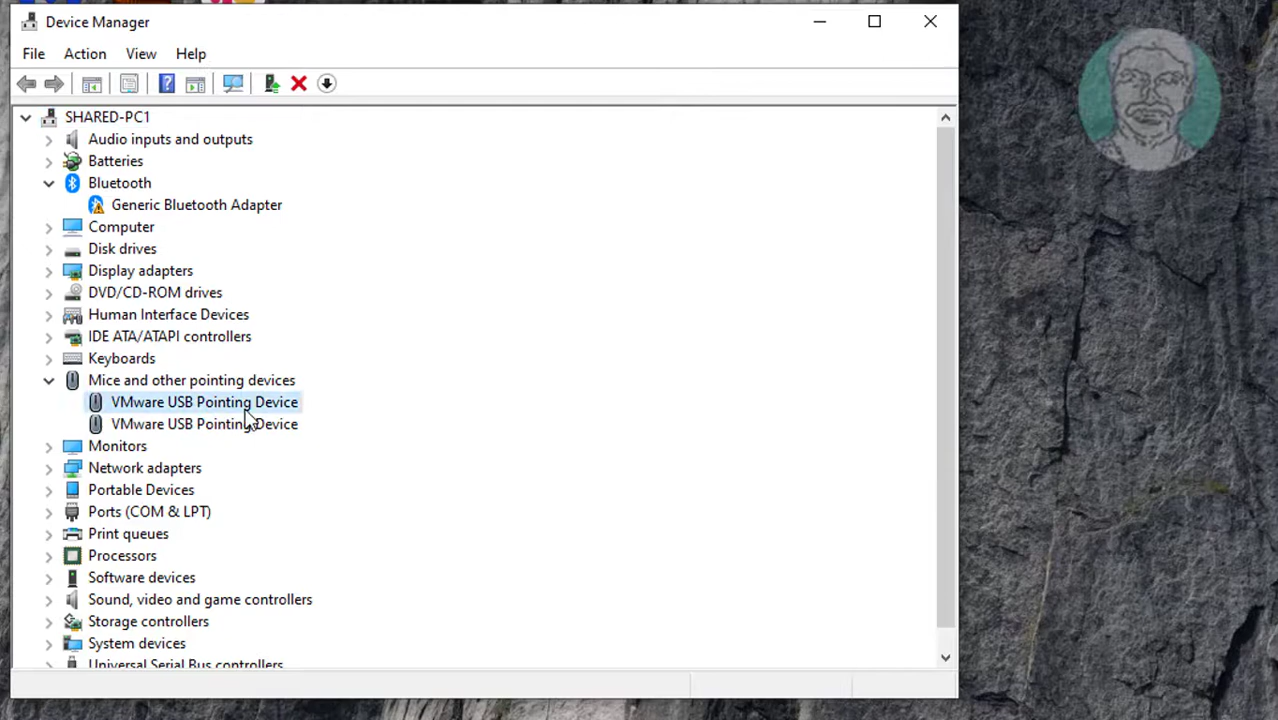 Device Manager
File Action View Help
SHARED-PC1
Audio inputs and outputs
Batteries
Bluetooth
Generic Bluetooth Adapter
Computer
Disk drives
Display adapters
DVD/CD-ROM drives
Human Interface Devices
IDE ATA/ATAPI controllers
Keyboards
Mice and other pointing devices
VMware USB Pointing Device
VMware USB Pointing Device
Monitors
Network adapters
Portable Devices
Ports (COM & LPT)
Print queues
Processors
Software devices
Sound, video and game controllers
Storage controllers
System devices
Universal Serial Bus controllers